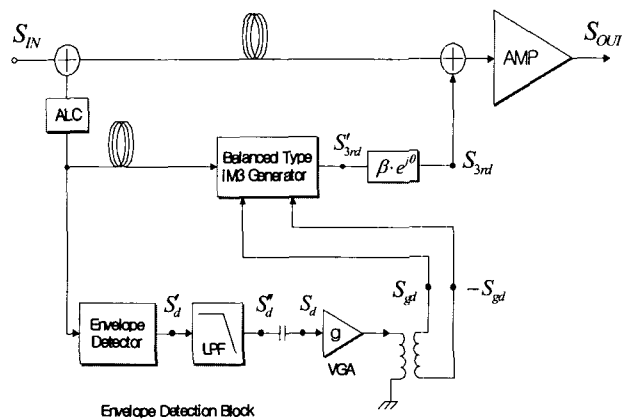 S_IN
S_OUT
AMP
ALC
Balanced Type
IM3 Generator
S'_3rd
β·e^{jθ}
S_3rd
S_gd
-S_gd
Envelope
Detector
S'_d
LPF
S''_d
S_d
g
VGA
Envelope Detection Block